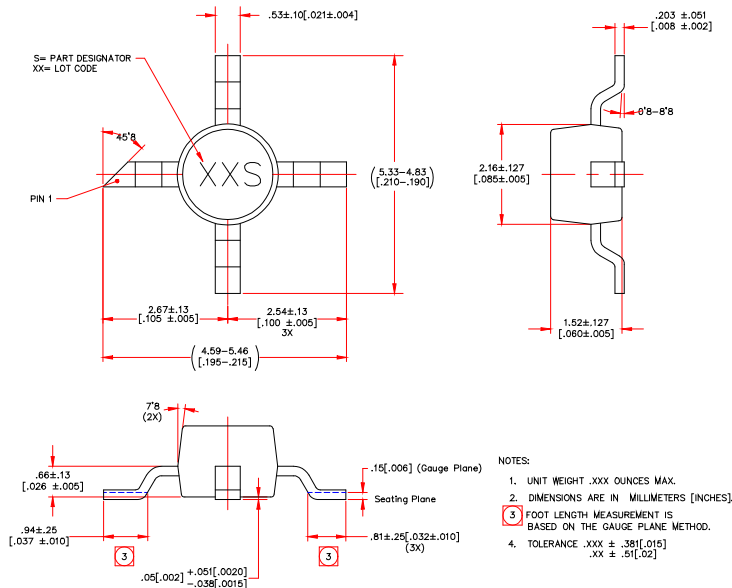 .53±.10[.021±.004]
.203 ±.051
[.008 ±.002]
S= PART DESIGNATOR
XX= LOT CODE
45°8
0°8-8°8
XXS
(5.33-4.83
[.210-.190])
2.16±.127
[.085±.005]
PIN 1
2.67±.13
[.105 ±.005]
2.54±.13
[.100 ±.005]
3X
1.52±.127
[.060±.005]
(4.59-5.46
[.195-.215])
7°8
(2X)
.15[.006] (Gauge Plane)
.66±.13
[.026 ±.005]
Seating Plane
.94±.25
[.037 ±.010]
.81±.25[.032±.010]
(3X)
3
3
.05[.002] +.051[.0020]
-.038[.0015]
NOTES:
1. UNIT WEIGHT .XXX OUNCES MAX.
2. DIMENSIONS ARE IN MILLIMETERS [INCHES].
3 FOOT LENGTH MEASUREMENT IS
BASED ON THE GAUGE PLANE METHOD.
4. TOLERANCE .XXX ± .381[.015]
.XX ± .51[.02]